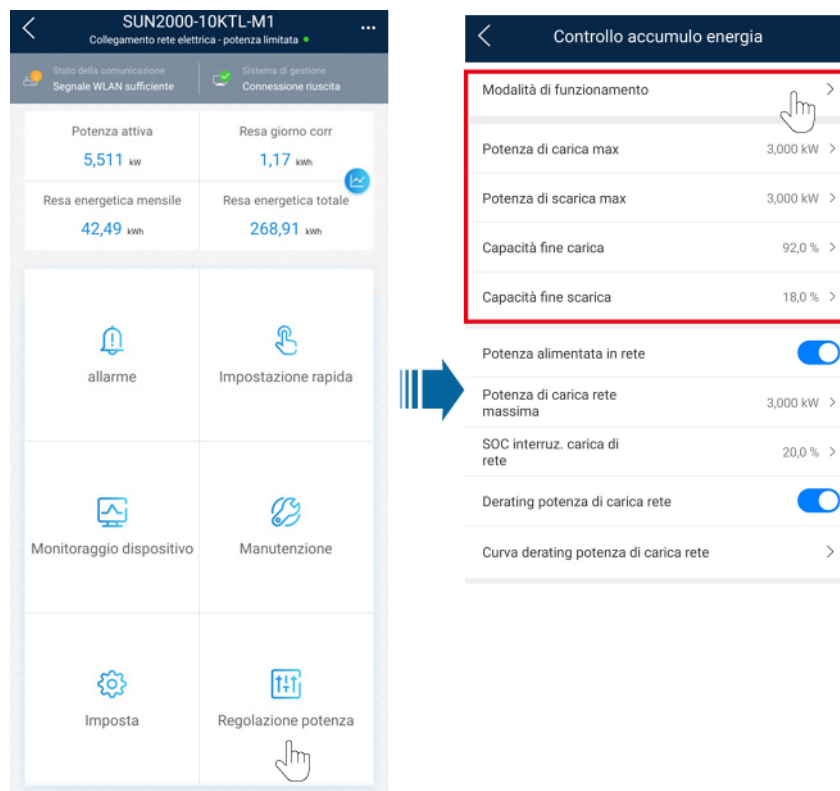 SUN2000-10KTL-M1
Collegamento rete elettrica - potenza limitata
Stato della comunicazione
Segnale WLAN sufficiente
Sistema di gestione
Connessione riuscita
Potenza attiva
5,511 kW
Resa giorno corr
1,17 kWh
Resa energetica mensile
42,49 kWh
Resa energetica totale
268,91 kWh
allarme
Impostazione rapida
Monitoraggio dispositivo
Manutenzione
Imposta
Regolazione potenza
Controllo accumulo energia
Modalità di funzionamento
Potenza di carica max 3,000 kW
Potenza di scarica max 3,000 kW
Capacità fine carica 92,0 %
Capacità fine scarica 18,0 %
Potenza alimentata in rete
Potenza di carica rete
massima 3,000 kW
SOC interruz. carica di
rete 20,0 %
Derating potenza di carica rete
Curva derating potenza di carica rete